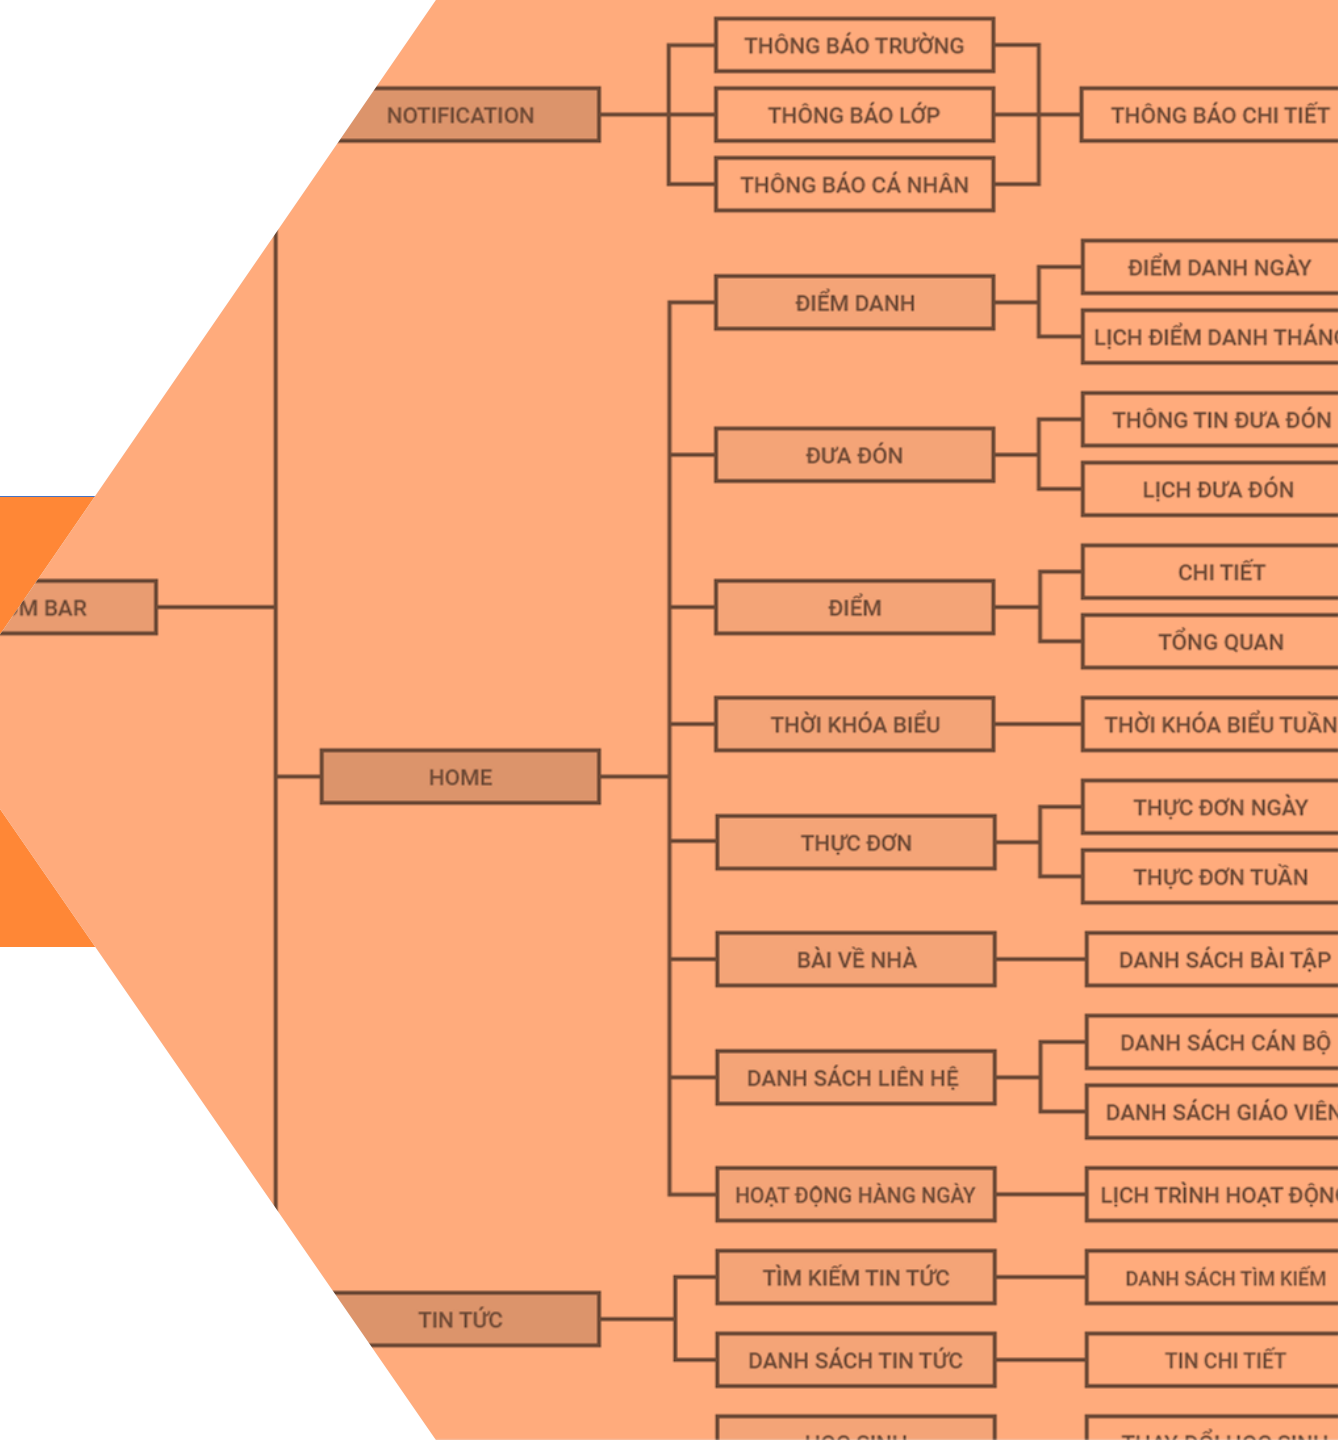 THÔNG BÁO TRƯỜNG
NOTIFICATION
THÔNG BÁO LỚP
THÔNG BÁO CHI TIẾT
THÔNG BÁO CÁ NHÂN
ĐIỂM DANH NGÀY
ĐIỂM DANH
LỊCH ĐIỂM DANH THÁNG
THÔNG TIN ĐƯA ĐÓN
ĐƯA ĐÓN
LỊCH ĐƯA ĐÓN
CHI TIẾT
BAR
ĐIỂM
TỔNG QUAN
THỜI KHÓA BIỂU
THỜI KHÓA BIỂU TUẦN
HOME
THỰC ĐƠN NGÀY
THỰC ĐƠN
THỰC ĐƠN TUẦN
BÀI VỀ NHÀ
DANH SÁCH BÀI TẬP
DANH SÁCH CÁN BỘ
DANH SÁCH LIÊN HỆ
DANH SÁCH GIÁO VIÊN
HOẠT ĐỘNG HÀNG NGÀY
LỊCH TRÌNH HOẠT ĐỘNG
TÌM KIẾM TIN TỨC
DANH SÁCH TÌM KIẾM
TIN TỨC
DANH SÁCH TIN TỨC
TIN CHI TIẾT